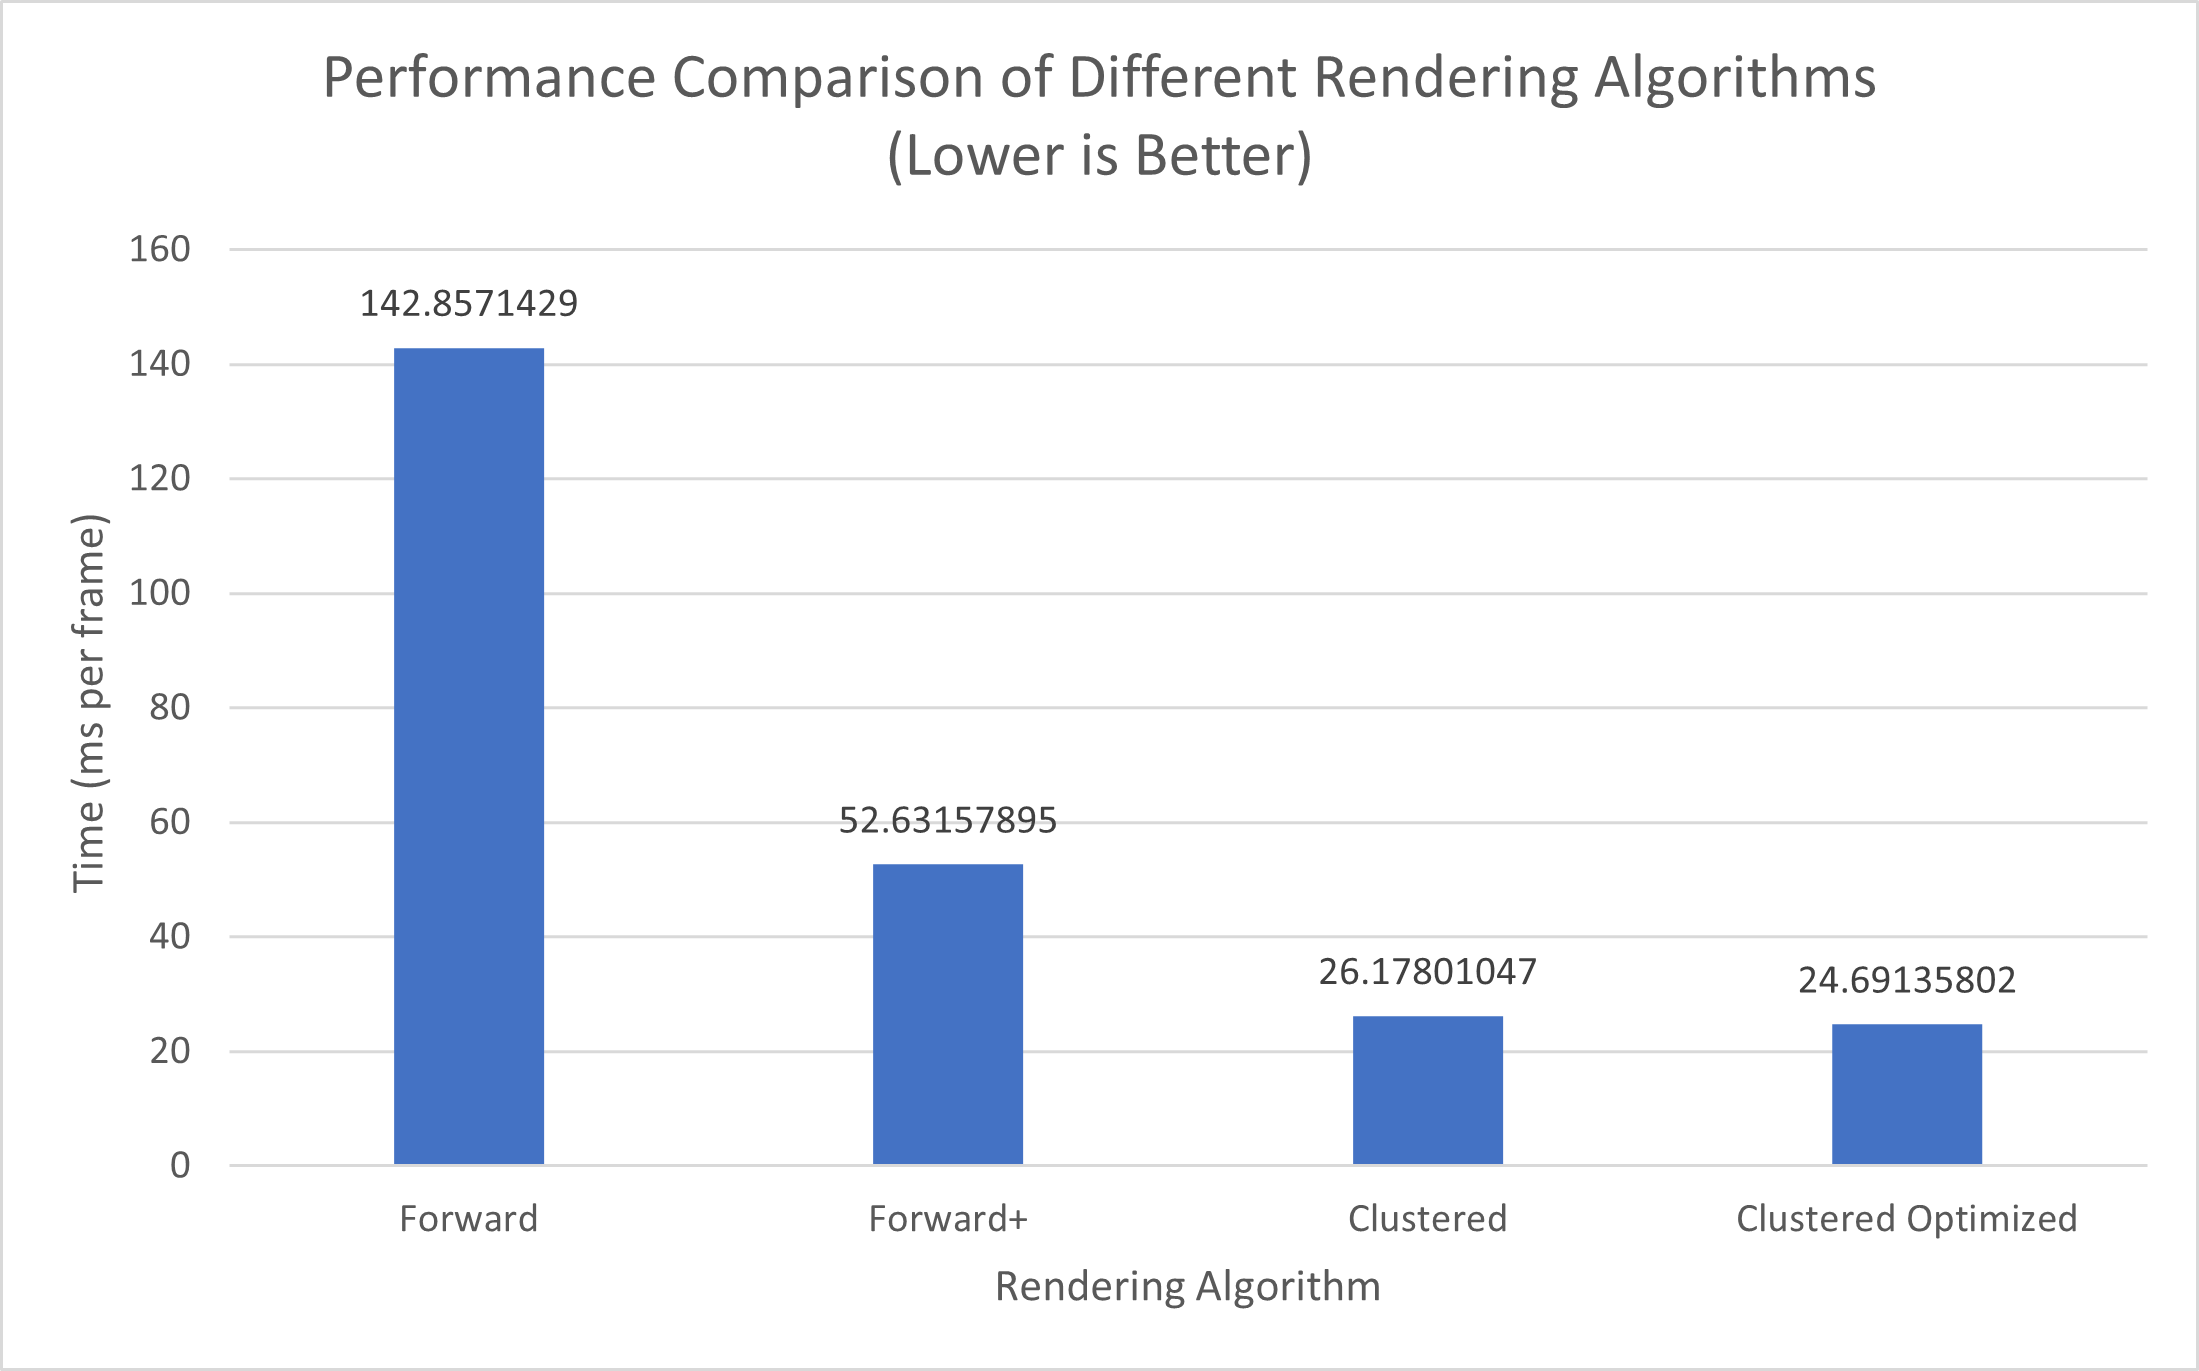 Performance Comparison of Different Rendering Algorithms
(Lower is Better)
160
140
120
100
80
60
40
20
0
Time (ms per frame)
142.8571429
52.63157895
26.17801047
24.69135802
Forward
Forward+
Clustered
Clustered Optimized
Rendering Algorithm